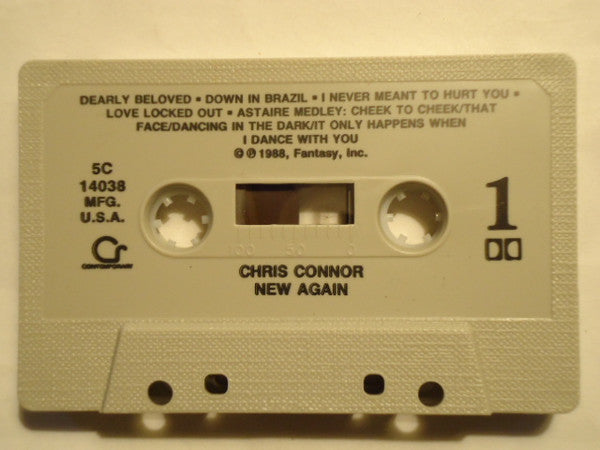 DEARLY BELOVED • DOWN IN BRAZIL • I NEVER MEANT TO HURT YOU •
LOVE LOCKED OUT • ASTAIRE MEDLEY: CHEEK TO CHEEK/THAT
FACE/DANCING IN THE DARK/IT ONLY HAPPENS WHEN
I DANCE WITH YOU
© ℗ 1988, Fantasy, Inc.
5C
14038
MFG.
U.S.A.
1
100 50 0
CONTEMPORARY
CHRIS CONNOR
NEW AGAIN